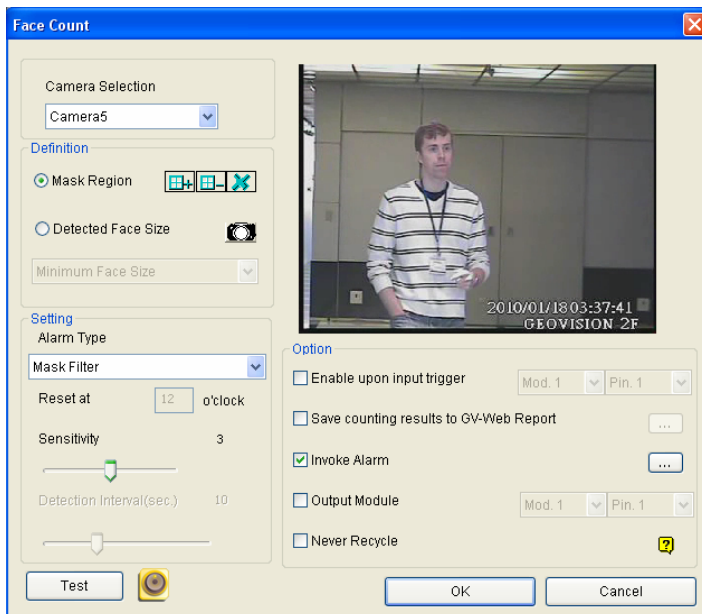 Face Count
Camera Selection
Camera5
Definition
Mask Region
Detected Face Size
Minimum Face Size
Setting
Alarm Type
Mask Filter
Reset at 12 o'clock
Sensitivity 3
Detection Interval(sec.) 10
Test
2010/01/18 03:37:41
GEOVISION 2F
Option
Enable upon input trigger Mod. 1 Pin. 1
Save counting results to GV-Web Report ...
Invoke Alarm ...
Output Module Mod. 1 Pin. 1
Never Recycle ?
OK Cancel